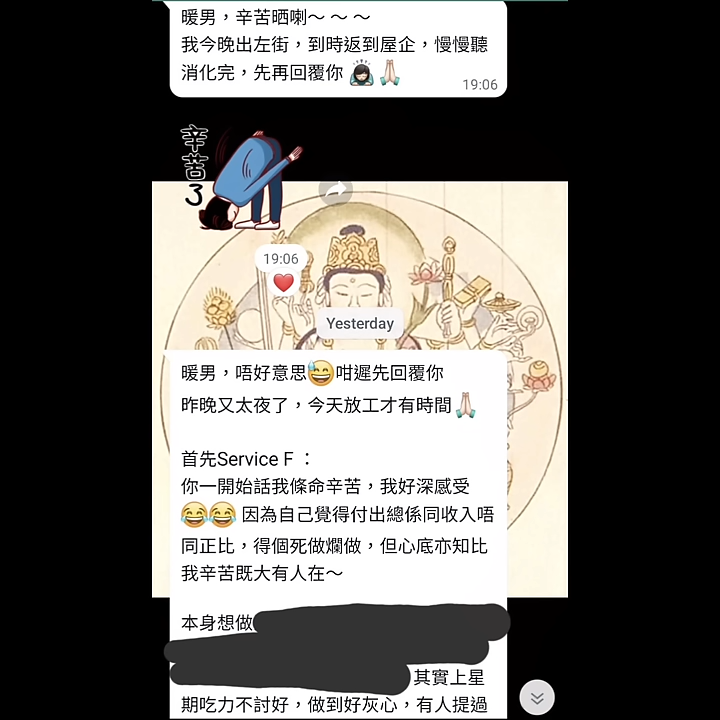 暖男，辛苦晒喇～～～
我今晚出左街，到時返到屋企，慢慢聽
消化完，先再回覆你
19:06
辛苦了
19:06
Yesterday
暖男，唔好意思咁遲先回覆你
昨晚又太夜了，今天放工才有時間
首先Service F：
你一開始話我條命辛苦，我好深感受
因為自己覺得付出總係同收入唔
同正比，得個死做爛做，但心底亦知比
我辛苦既大有人在～
本身想做
其實上星
期吃力不討好，做到好灰心，有人提過